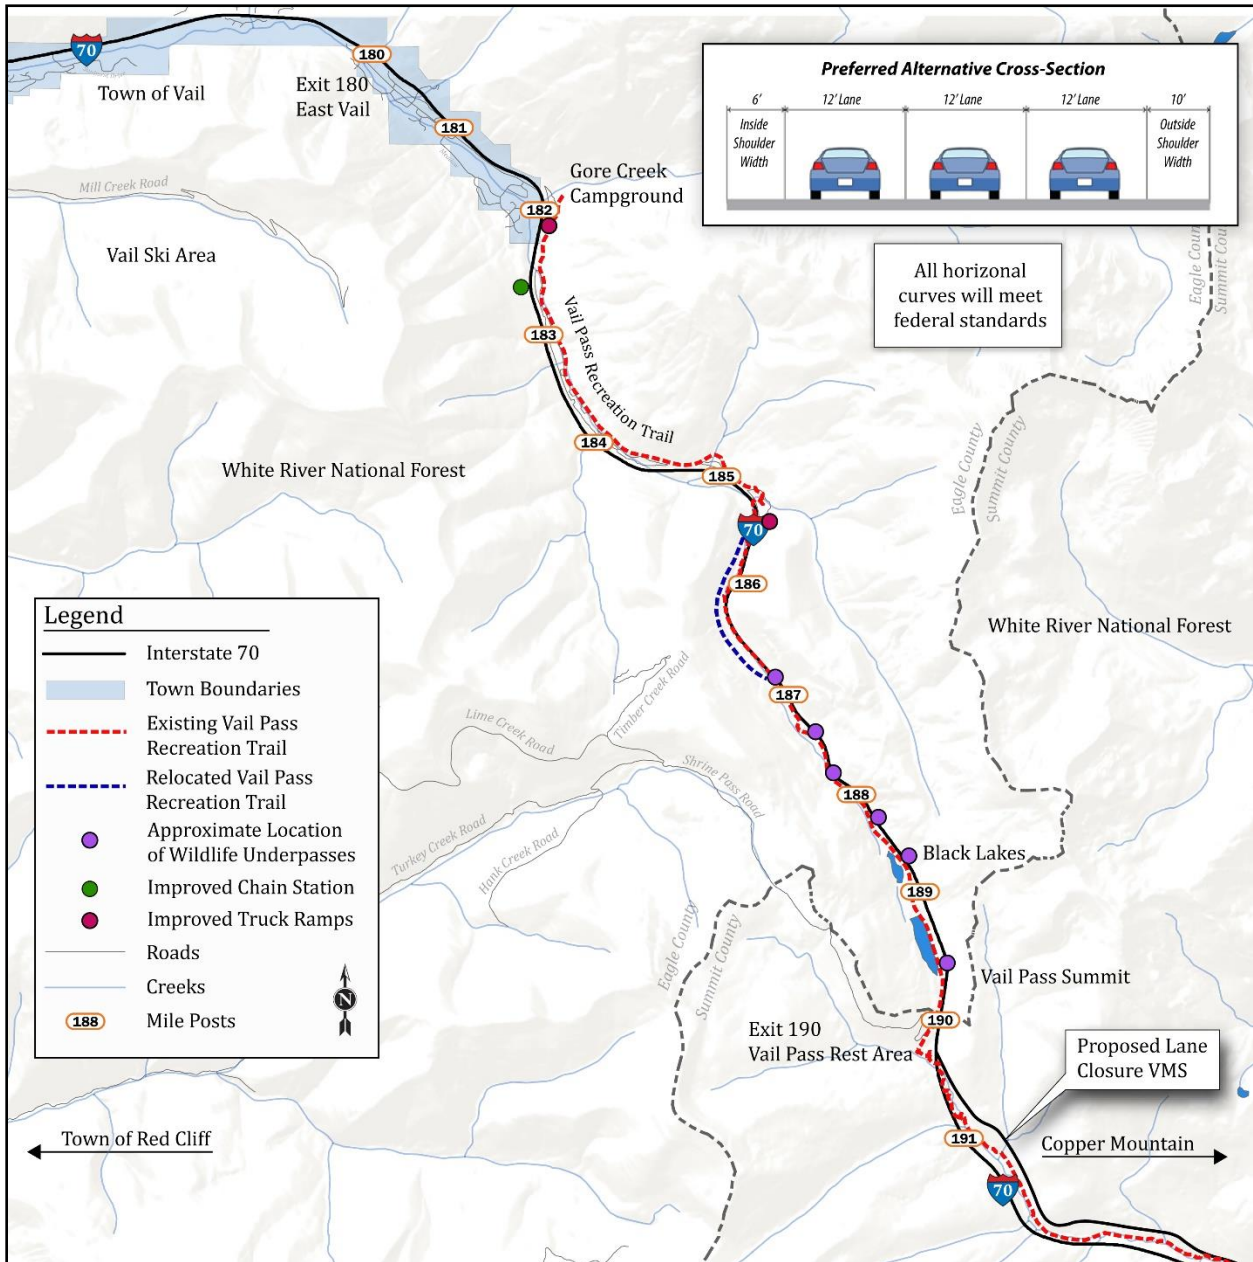 70
180
Town of Vail
Exit 180
East Vail
181
Mill Creek Road
Vail Ski Area
Gore Creek
Campground
182
Preferred Alternative Cross-Section
6' 12' Lane 12' Lane 12' Lane 10'
Inside
Shoulder
Width
Outside
Shoulder
Width
All horizonal
curves will meet
federal standards
Eagle County
Summit County
183
Vail Pass Recreation Trail
184
White River National Forest
185
Eagle County
Summit County
70
186
White River National Forest
Legend
Interstate 70
Town Boundaries
Existing Vail Pass
Recreation Trail
Relocated Vail Pass
Recreation Trail
Approximate Location
of Wildlife Underpasses
Improved Chain Station
Improved Truck Ramps
Roads
Creeks
N
188 Mile Posts
187
Timber Creek Road
Lime Creek Road
Shrine Pass Road
Turkey Creek Road
Hank Creek Road
188
Black Lakes
189
Eagle County
Summit County
Vail Pass Summit
190
Exit 190
Vail Pass Rest Area
Proposed Lane
Closure VMS
191
Town of Red Cliff
Copper Mountain
70